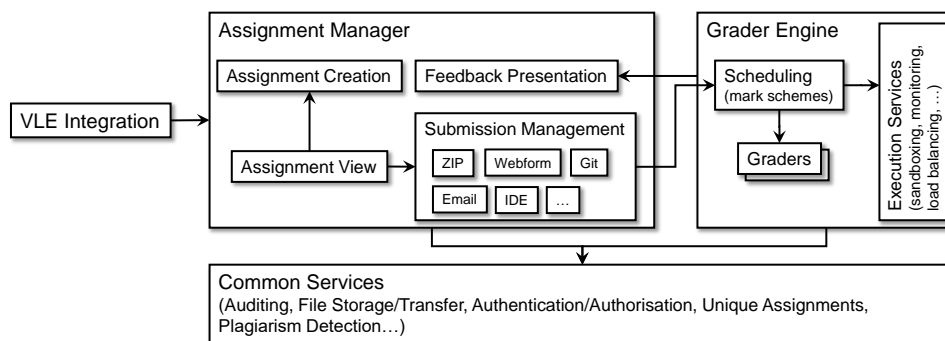 Assignment Manager
Grader Engine
Assignment Creation
Feedback Presentation
Scheduling
(mark schemes)
Execution Services
(sandboxing, monitoring,
load balancing, …)
VLE Integration
Submission Management
Assignment View
ZIP
Webform
Git
Graders
Email
IDE
…
Common Services
(Auditing, File Storage/Transfer, Authentication/Authorisation, Unique Assignments,
Plagiarism Detection…)